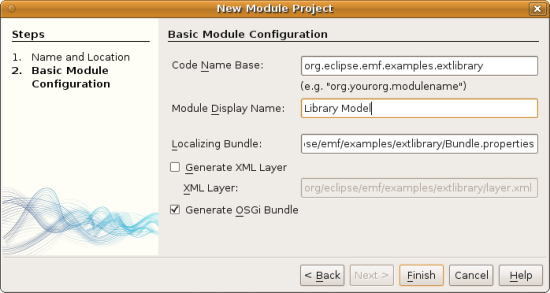 New Module Project
Steps
1. Name and Location
2. Basic Module
Configuration
Basic Module Configuration
Code Name Base: org.eclipse.emf.examples.extlibrary
(e.g. "org.yourorg.modulename")
Module Display Name: Library Model
Localizing Bundle: ose/emf/examples/extlibrary/Bundle.properties
Generate XML Layer
XML Layer: org/eclipse/emf/examples/extlibrary/layer.xml
Generate OSGi Bundle
< Back Next > Finish Cancel Help